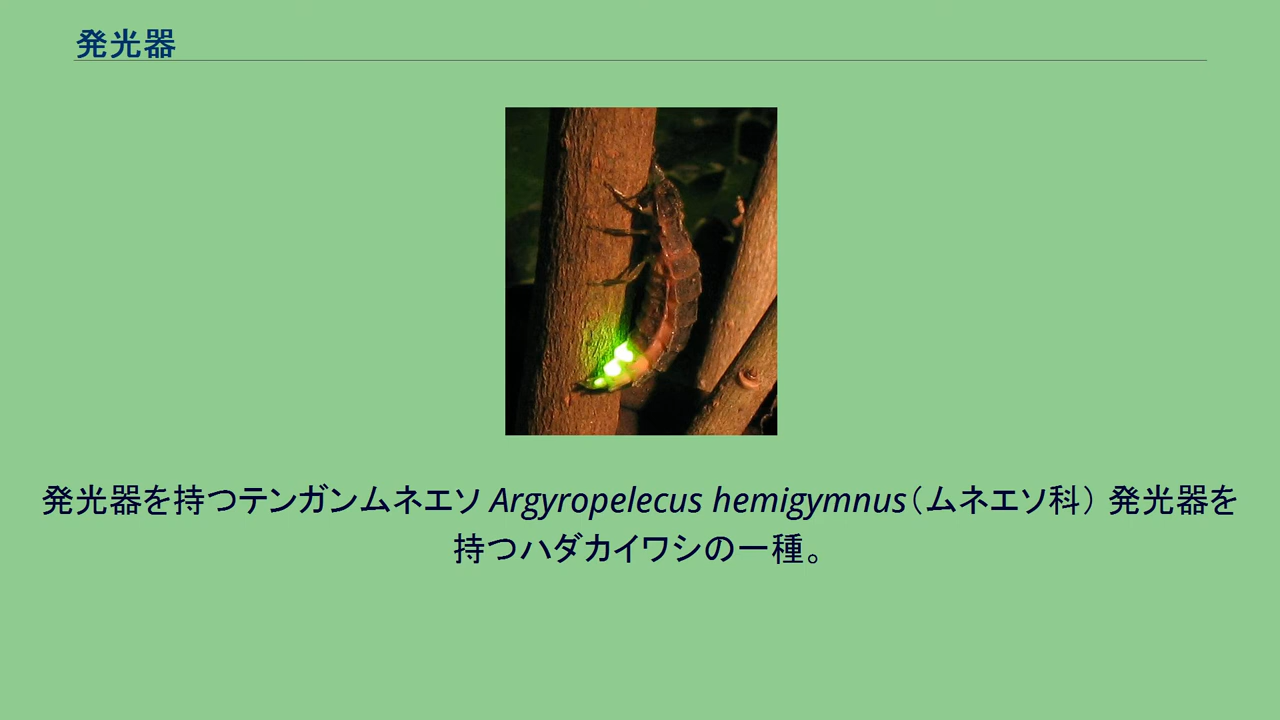 発光器
発光器を持つテンガンムネエソ Argyropelecus hemigymnus（ムネエソ科） 発光器を
持つハダカイワシの一種。